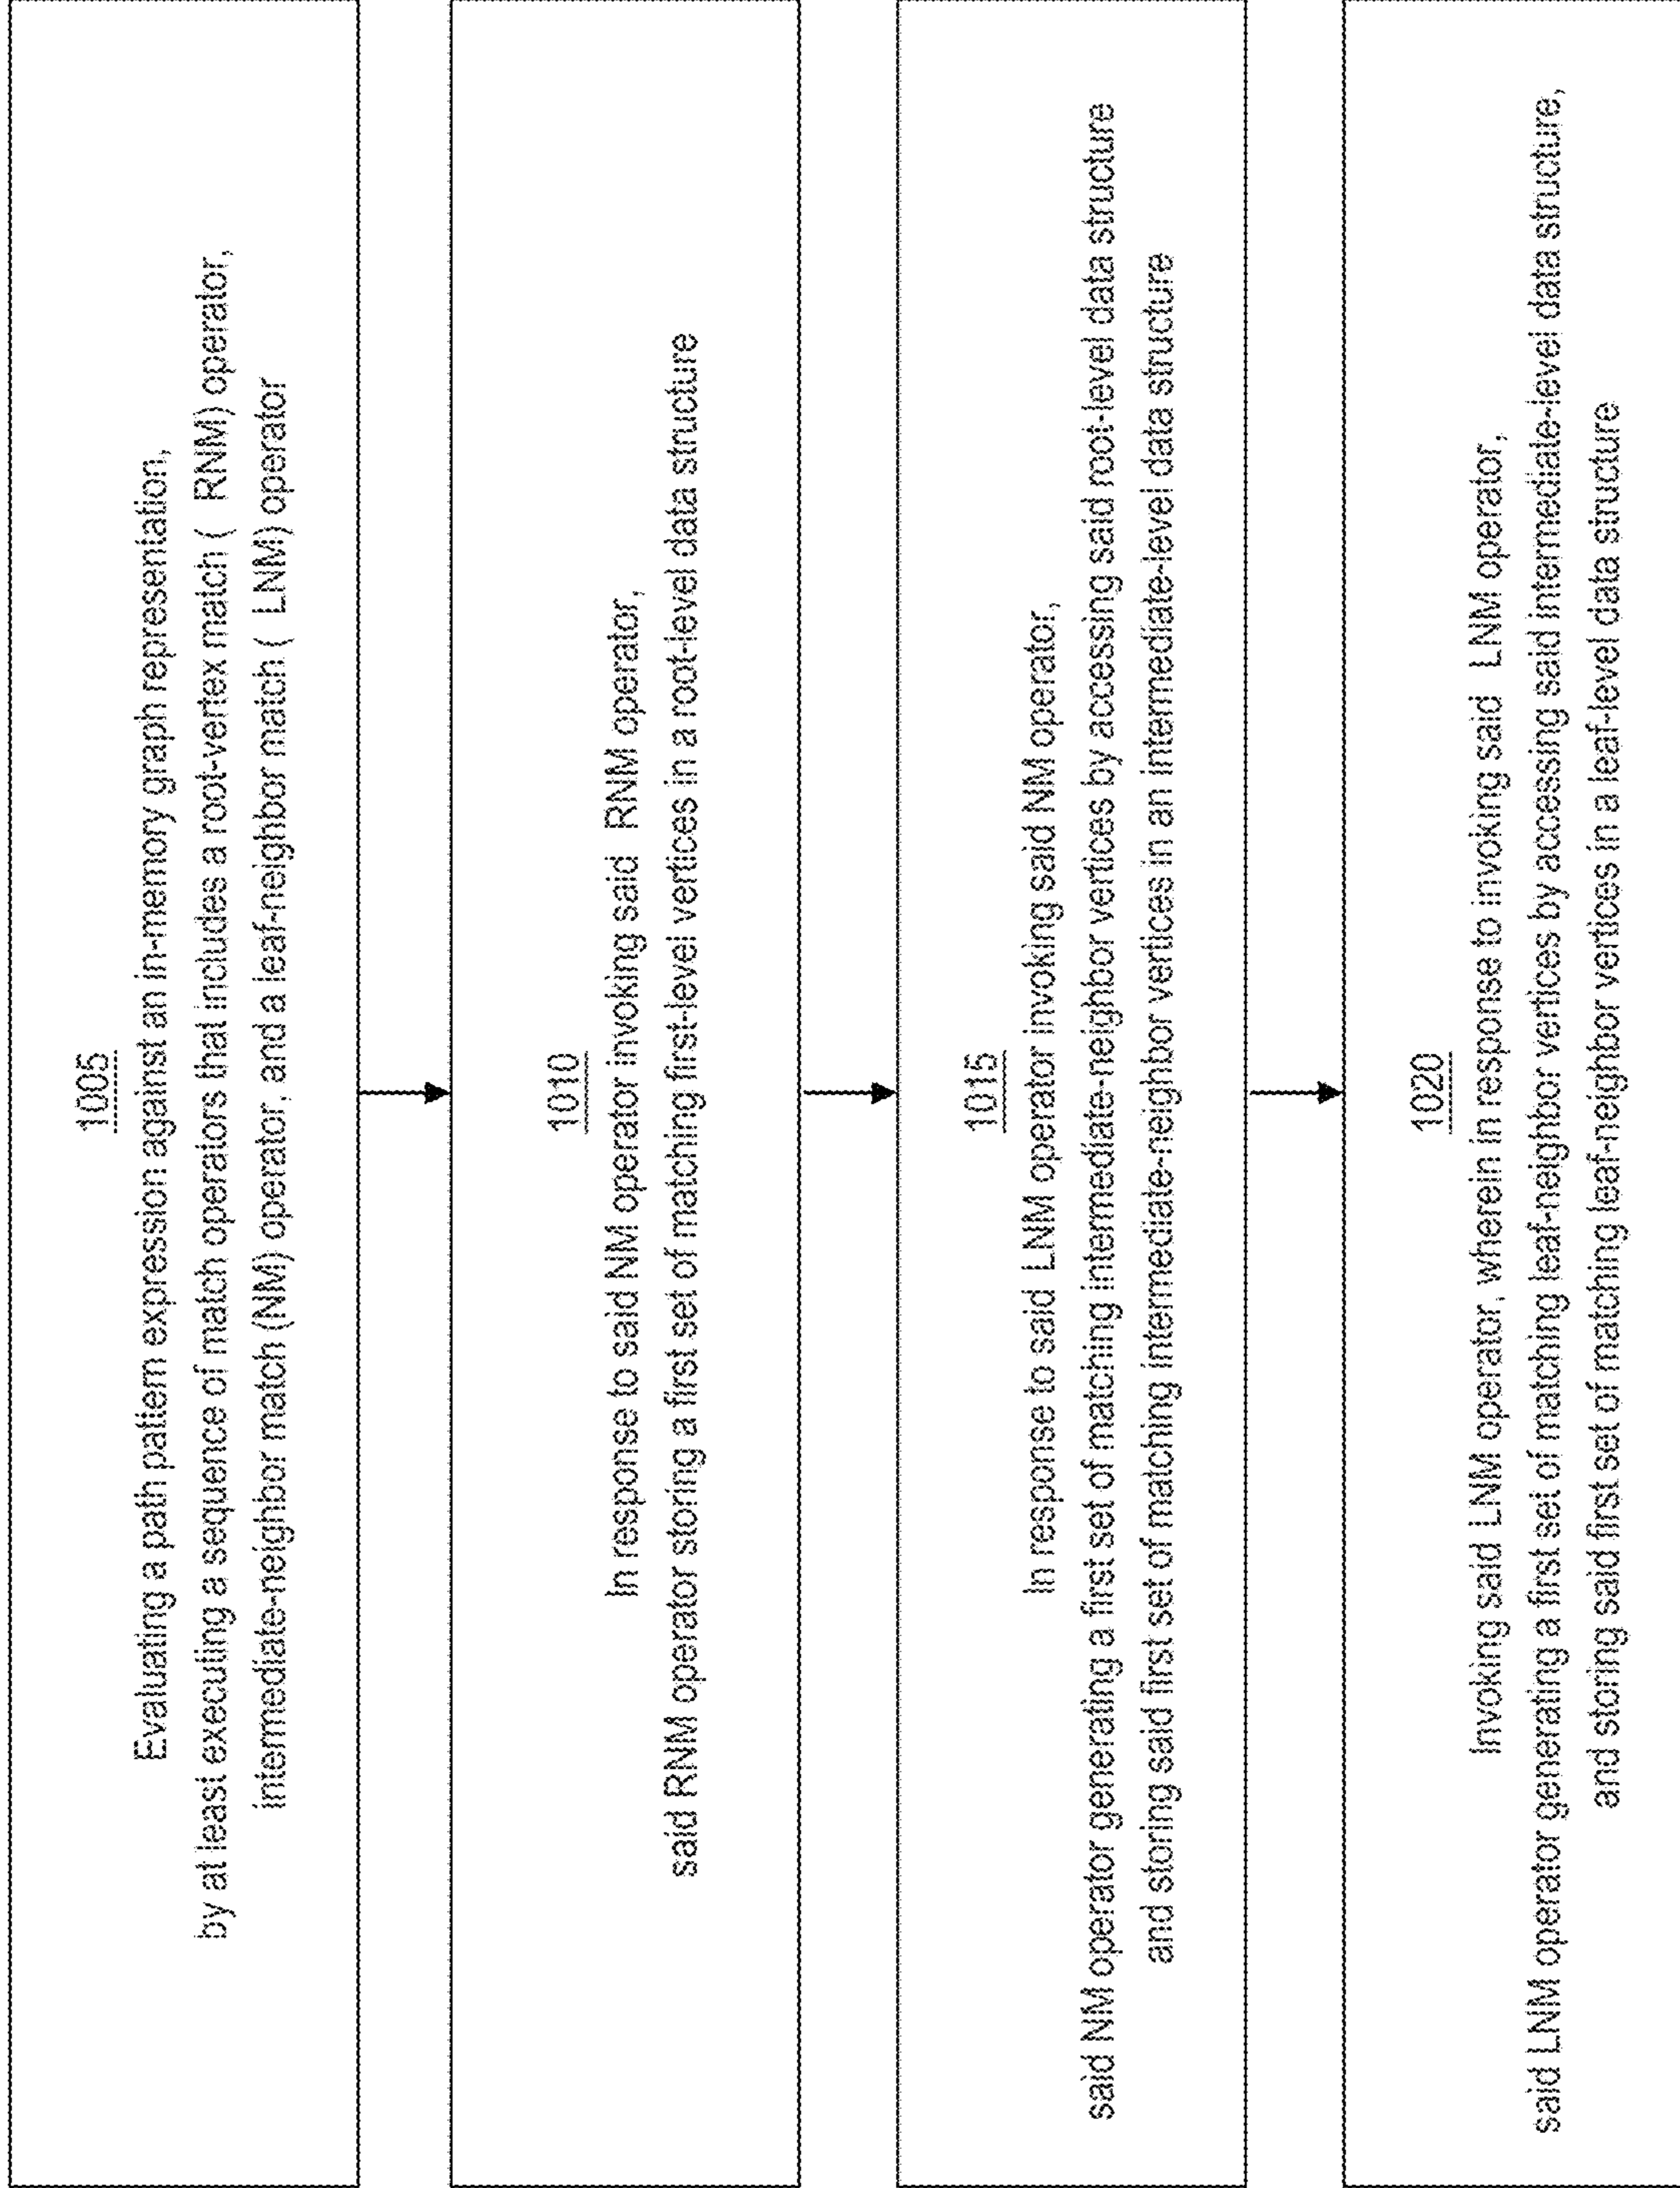 1005
Evaluating a path pattern expression against an in-memory graph representation,
by at least executing a sequence of match operators that includes a root-vertex match ( RNM) operator,
intermediate-neighbor match (NM) operator, and a leaf-neighbor match ( LNM) operator
1010
In response to said NM operator invoking said RNM operator,
said RNM operator storing a first set of matching first-level vertices in a root-level data structure
1015
In response to said LNM operator invoking said NM operator,
said NM operator generating a first set of matching intermediate-neighbor vertices by accessing said root-level data structure
and storing said first set of matching intermediate-neighbor vertices in an intermediate-level data structure
1020
Invoking said LNM operator, wherein in response to invoking said LNM operator,
said LNM operator generating a first set of matching leaf-neighbor vertices by accessing said intermediate-level data structure,
and storing said first set of matching leaf-neighbor vertices in a leaf-level data structure